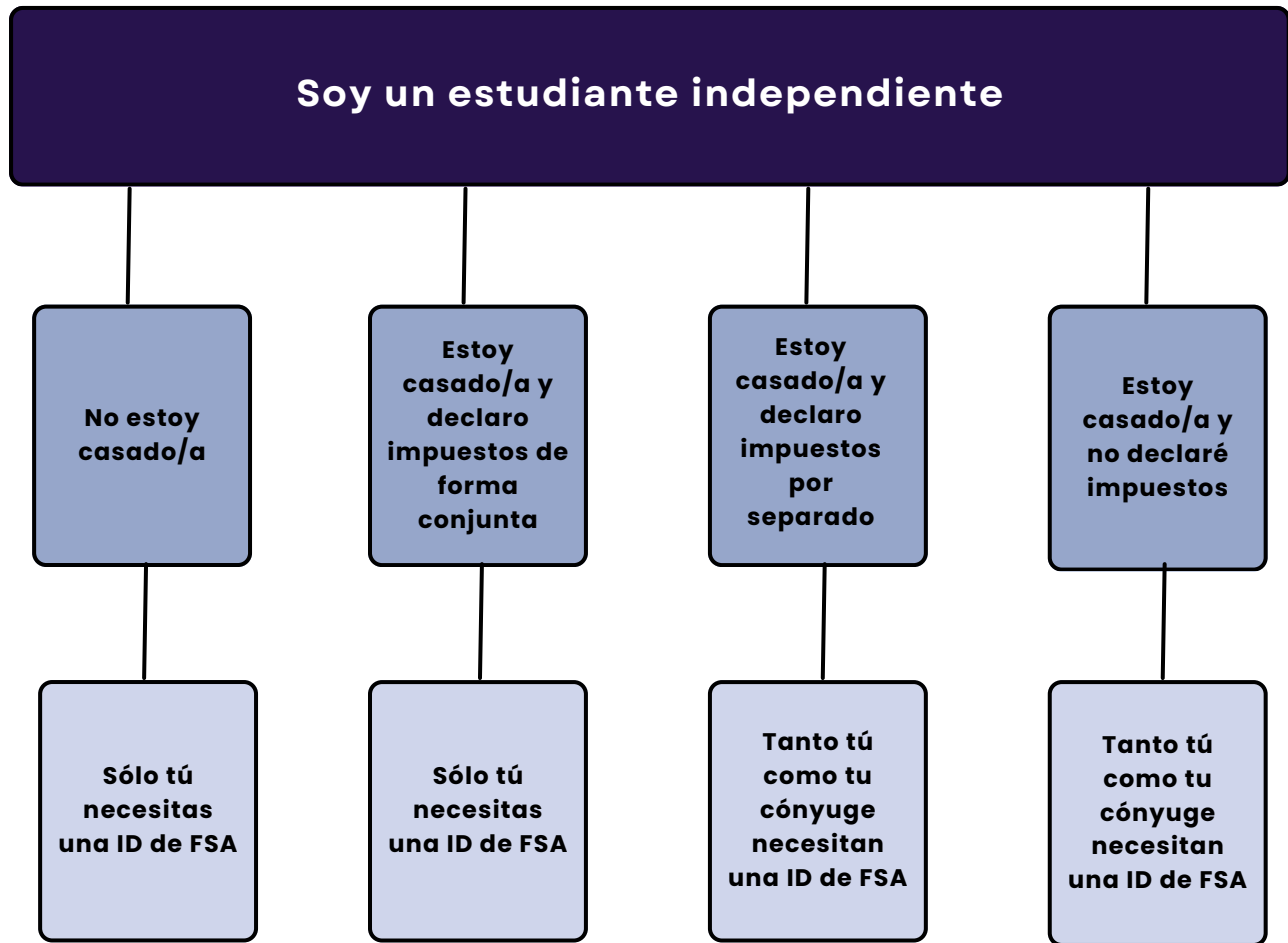 Soy un estudiante independiente
No estoy
casado/a
Estoy
casado/a y
declaro
impuestos de
forma
conjunta
Estoy
casado/a y
declaro
impuestos
por
separado
Estoy
casado/a y
no declaré
impuestos
Sólo tú
necesitas
una ID de FSA
Sólo tú
necesitas
una ID de FSA
Tanto tú
como tu
cónyuge
necesitan
una ID de FSA
Tanto tú
como tu
cónyuge
necesitan
una ID de FSA